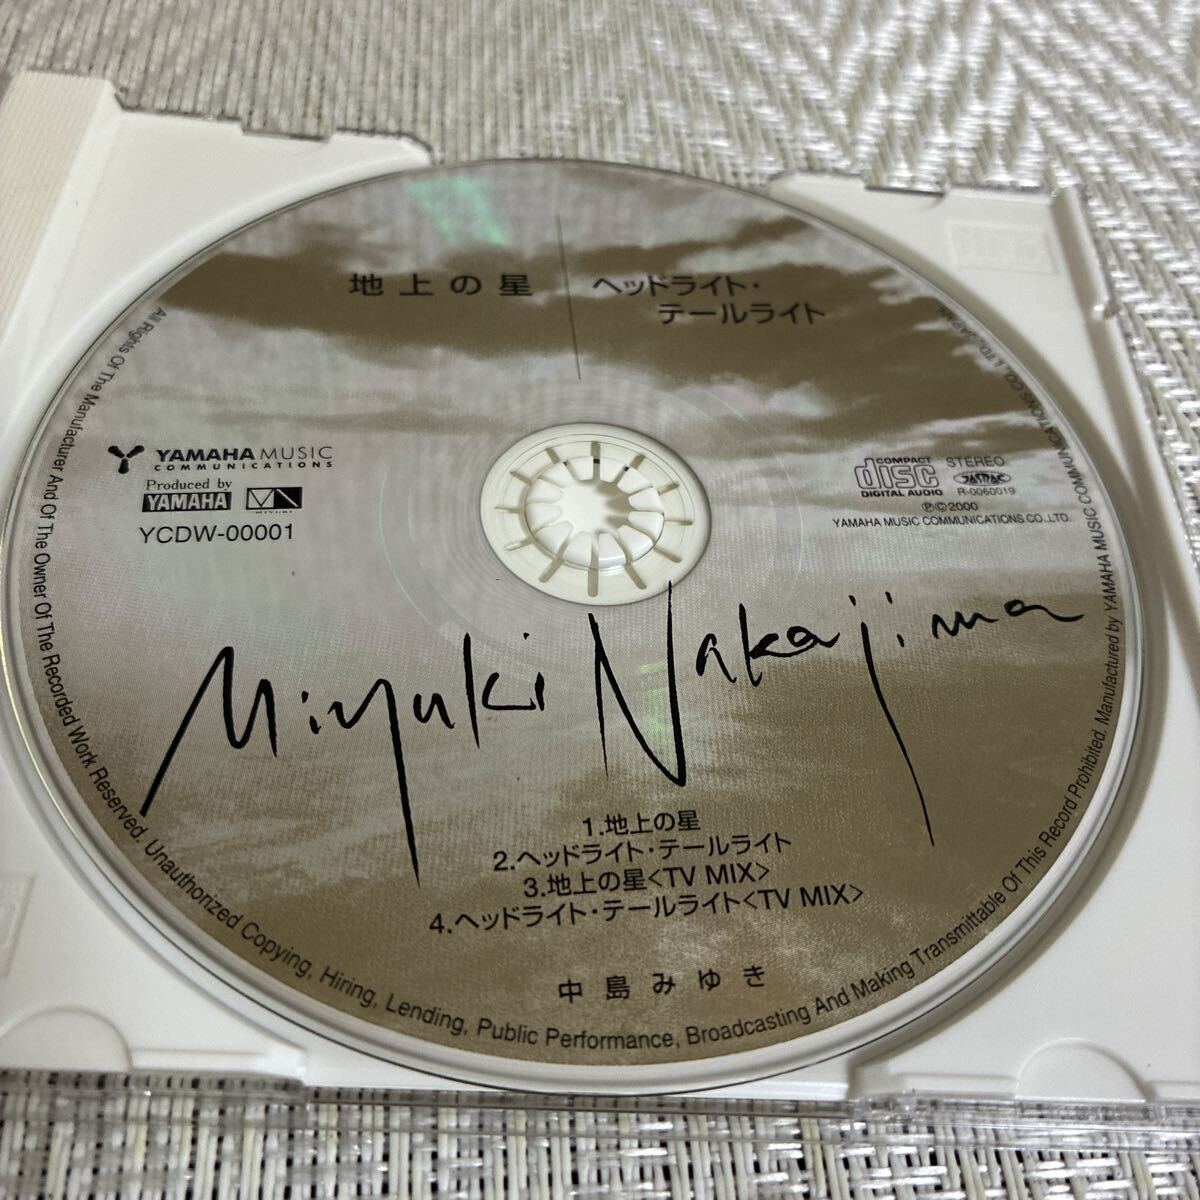 地上の星
ヘッドライト・
テールライト
YAMAHA MUSIC
COMMUNICATIONS
Produced by
YAMAHA
MIYUKI
YCDW-00001
COMPACT
disc
DIGITAL AUDIO
STEREO
JASRAC
R-0060019
ⓅⒸ2000
YAMAHA MUSIC COMMUNICATIONS CO.,LTD.
Miyuki Nakajima
1.地上の星
2.ヘッドライト・テールライト
3.地上の星<TV MIX>
4.ヘッドライト・テールライト<TV MIX>
中島みゆき
All Rights Of The Manufacturer And Of The Owner Of The Recorded Work Reserved. Unauthorized Copying, Hiring, Lending, Public Performance, Broadcasting And Making Transmittable Of This Record Prohibited. Manufactured by YAMAHA MUSIC COMMUNICATIONS CO., LTD., JAPAN.